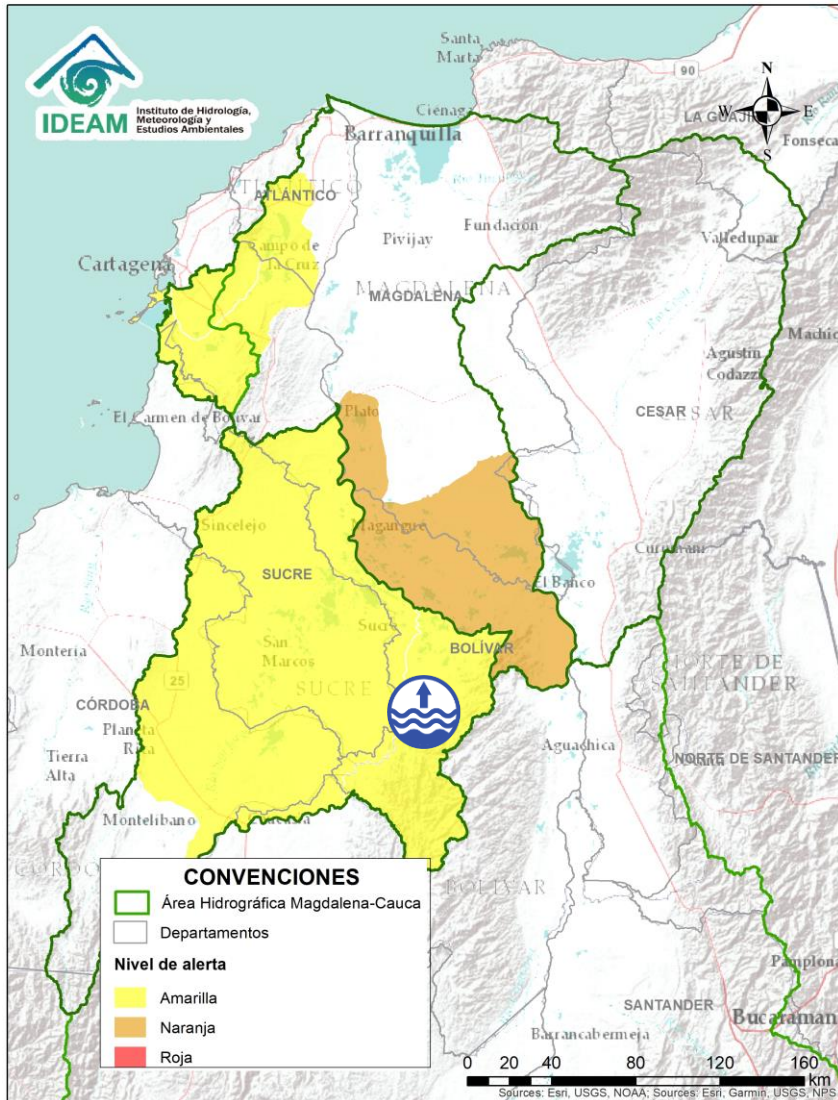 IDEAM
Instituto de Hidrología,
Meteorología y
Estudios Ambientales
Santa
Marta
90
N
W
E
S
LA GUAJIRA
Ciénaga
Barranquilla
Fonseca
ATLÁNTICO
ATLÁNTICO
Fundación
Pivijay
Valledupar
Campo de
la Cruz
Cartagena
MAGDALENA
MAGDALENA
Agustín
Codazzi
CESAR
CESAR
Plato
El Carmen de Bolívar
Magangué
Sincelejo
Curumaní
SUCRE
El Banco
Sucre
BOLÍVAR
Montería
San
Marcos
NORTE DE
SANTANDER
25
SUCRE
CÓRDOBA
Planeta
Rica
Aguachica
Tierra
Alta
NORTE DE SANTANDER
Montelíbano
BOLÍVAR
CONVENCIONES
Área Hidrográfica Magdalena-Cauca
Departamentos
Nivel de alerta
Amarilla
Naranja
Roja
Pamplona
SANTANDER
Bucaraman
Barrancabermeja
0 20 40 80 120 160
km
Sources: Esri, USGS, NOAA; Sources: Esri, Garmin, USGS, NPS